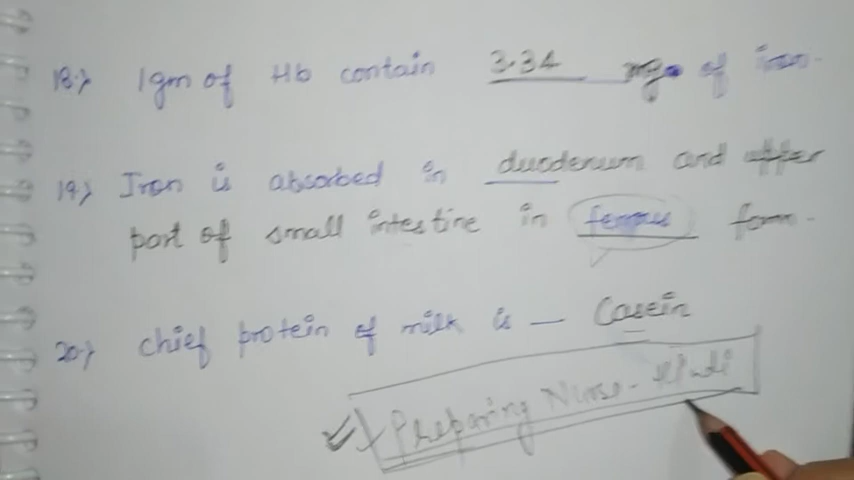 18.) 1gm of Hb contain 3.34 mg of iron.
19.) Iron is absorbed in duodenum and upper
part of small intestine in ferrous form.
20.) chief protein of milk is — Casein
Preparing Nurse -